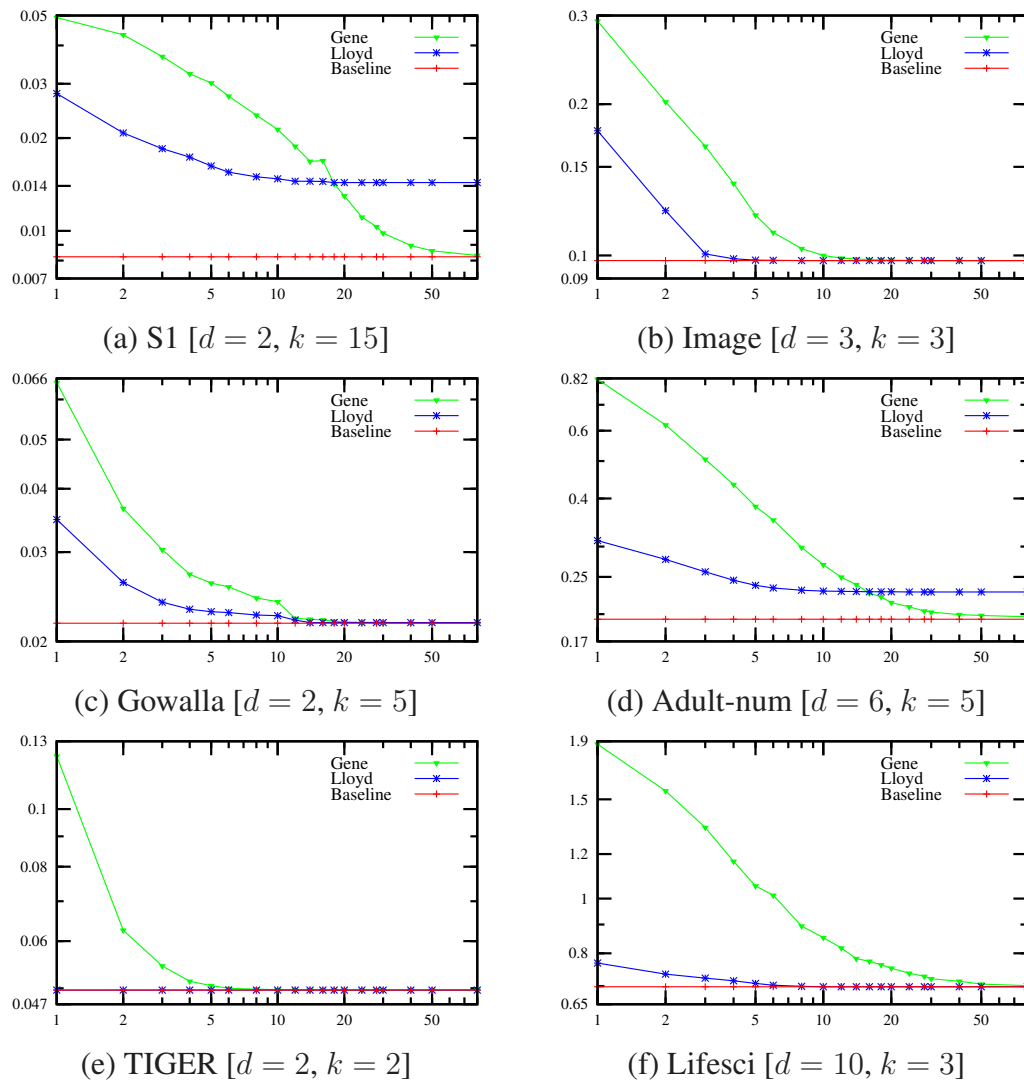 0.05
0.03
0.02
0.014
0.01
0.007
1 2 5 10 20 50
Gene
Lloyd
Baseline
(a) S1 [d = 2, k = 15]
0.3
0.2
0.15
0.1
0.09
1 2 5 10 20 50
Gene
Lloyd
Baseline
(b) Image [d = 3, k = 3]
0.066
0.05
0.04
0.03
0.02
1 2 5 10 20 50
Gene
Lloyd
Baseline
(c) Gowalla [d = 2, k = 5]
0.82
0.6
0.4
0.25
0.17
1 2 5 10 20 50
Gene
Lloyd
Baseline
(d) Adult-num [d = 6, k = 5]
0.13
0.1
0.08
0.06
0.047
1 2 5 10 20 50
Gene
Lloyd
Baseline
(e) TIGER [d = 2, k = 2]
1.9
1.5
1.2
1
0.8
0.65
1 2 5 10 20 50
Gene
Lloyd
Baseline
(f) Lifesci [d = 10, k = 3]